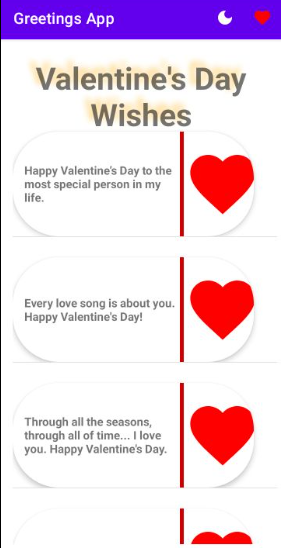 Greetings App
Valentine's Day
Wishes
Happy Valentine's Day to the
most special person in my
life.
Every love song is about you.
Happy Valentine's Day!
Through all the seasons,
through all of time... I love
you. Happy Valentine's Day.